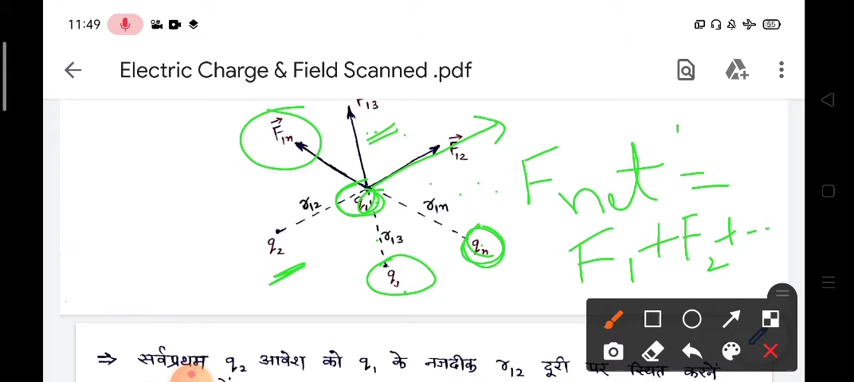 11:49
55
Electric Charge & Field Scanned .pdf
F₁ₙ
F₁₂
q₁
r₁₂
r₁ₙ
r₁₃
q₂
q₃
qₙ
Fnet =
F₁+F₂+...
⇒ सर्वप्रथम q₂ आवेश को q₁ के नजदीक r₁₂ दूरी पर स्थित करने